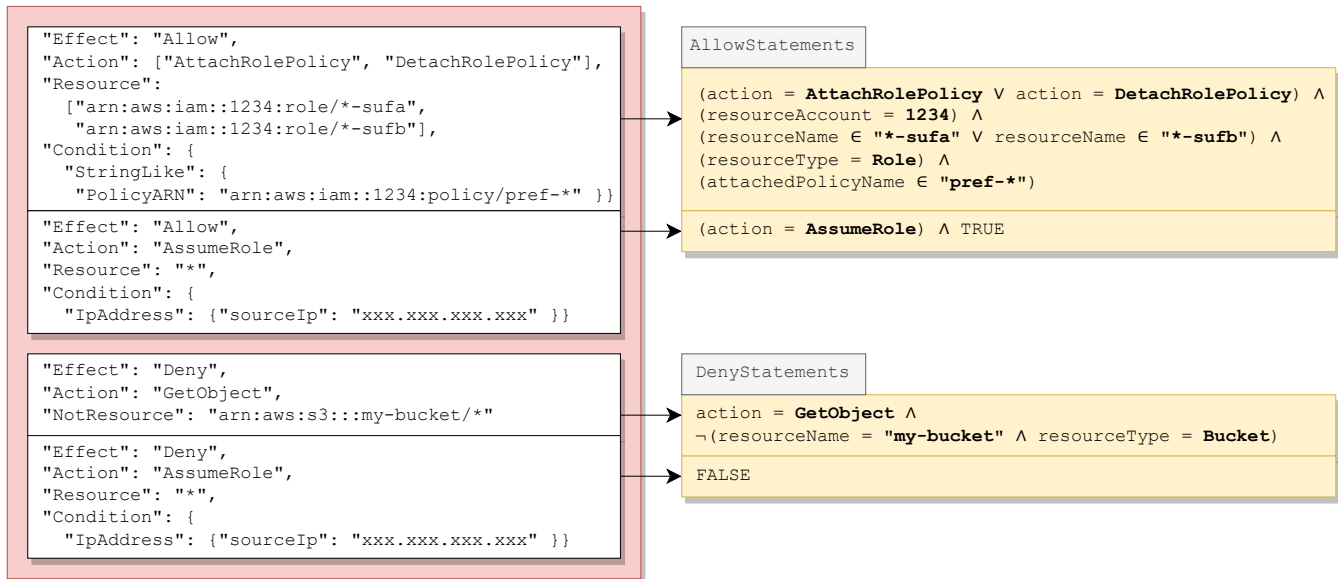 "Effect": "Allow",
"Action": ["AttachRolePolicy", "DetachRolePolicy"],
"Resource":
["arn:aws:iam::1234:role/*-sufa",
"arn:aws:iam::1234:role/*-sufb"],
"Condition": {
"StringLike": {
"PolicyARN": "arn:aws:iam::1234:policy/pref-*" }}
"Effect": "Allow",
"Action": "AssumeRole",
"Resource": "*",
"Condition": {
"IpAddress": {"sourceIp": "xxx.xxx.xxx.xxx" }}
AllowStatements
(action = AttachRolePolicy ∨ action = DetachRolePolicy) ∧
(resourceAccount = 1234) ∧
(resourceName ∈ "*-sufa" ∨ resourceName ∈ "*-sufb") ∧
(resourceType = Role) ∧
(attachedPolicyName ∈ "pref-*")
(action = AssumeRole) ∧ TRUE
"Effect": "Deny",
"Action": "GetObject",
"NotResource": "arn:aws:s3:::my-bucket/*"
"Effect": "Deny",
"Action": "AssumeRole",
"Resource": "*",
"Condition": {
"IpAddress": {"sourceIp": "xxx.xxx.xxx.xxx" }}
DenyStatements
action = GetObject ∧
¬(resourceName = "my-bucket" ∧ resourceType = Bucket)
FALSE